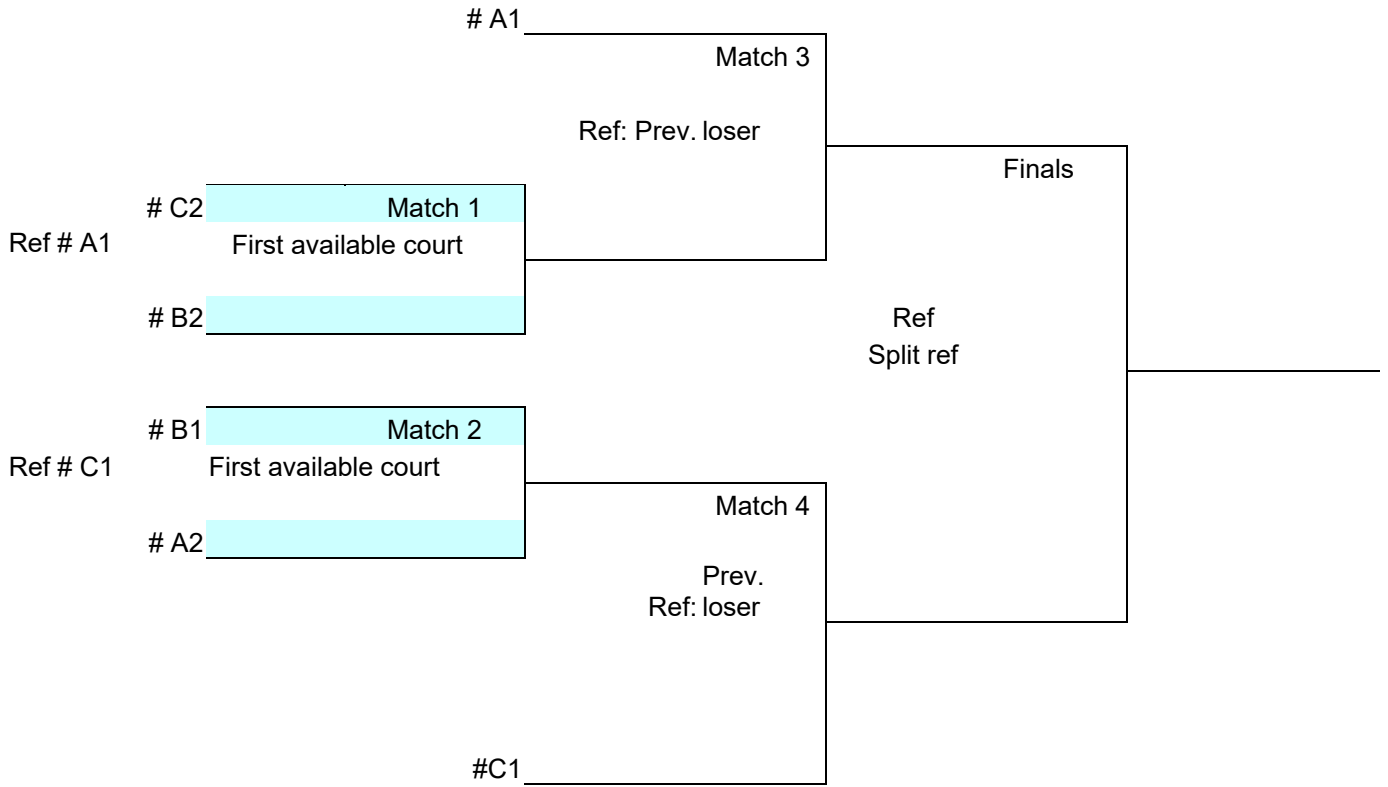 # A1
Match 3
Ref: Prev. loser
Finals
# C2 Match 1
Ref # A1 First available court
# B2
Ref
Split ref
# B1 Match 2
Ref # C1 First available court
Match 4
# A2
Prev.
Ref: loser
#C1